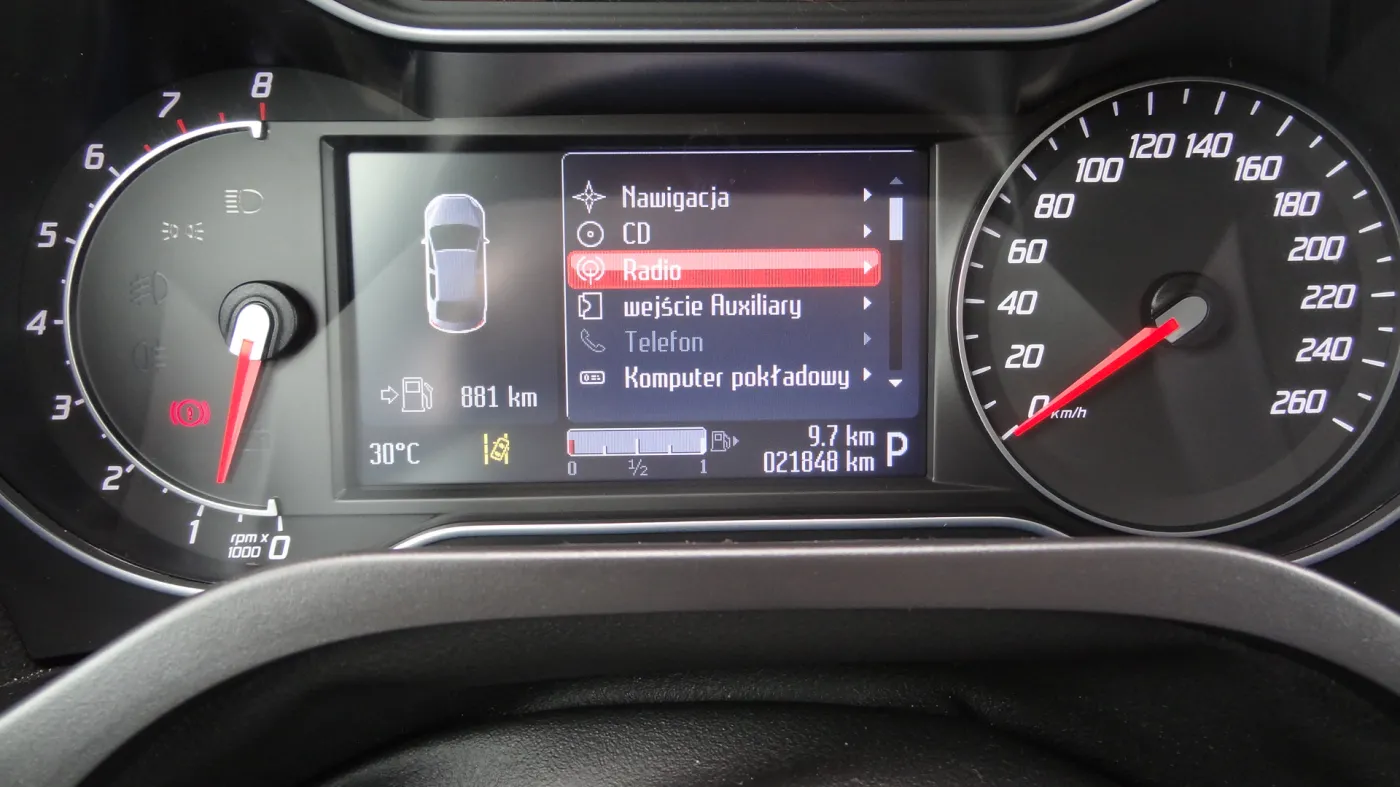 8
7
6
5
4
3
2
1
rpm x
1000
0
Nawigacja
CD
Radio
wejście Auxiliary
Telefon
Komputer pokładowy
881 km
30°C
0
1/2
1
9.7 km
021848 km
P
0
km/h
20
40
60
80
100
120
140
160
180
200
220
240
260